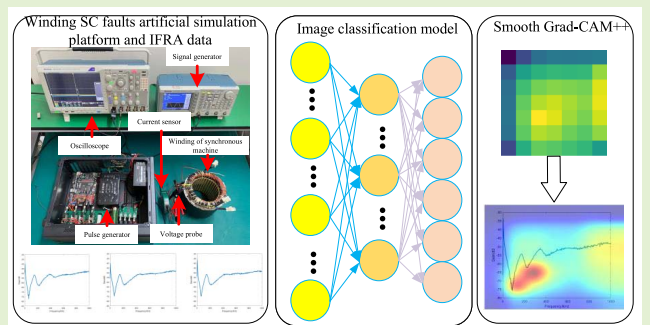 Winding SC faults artificial simulation
platform and IFRA data
Signal generator
Current sensor
Winding of synchronous
machine
Oscilloscope
Pulse generator
Voltage probe
Image classification model
Smooth Grad-CAM++